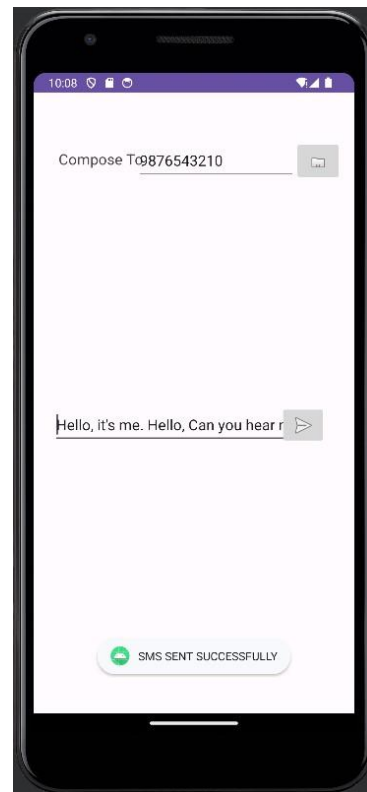 10:08
Compose To 9876543210
Hello, it's me. Hello, Can you hear
SMS SENT SUCCESSFULLY